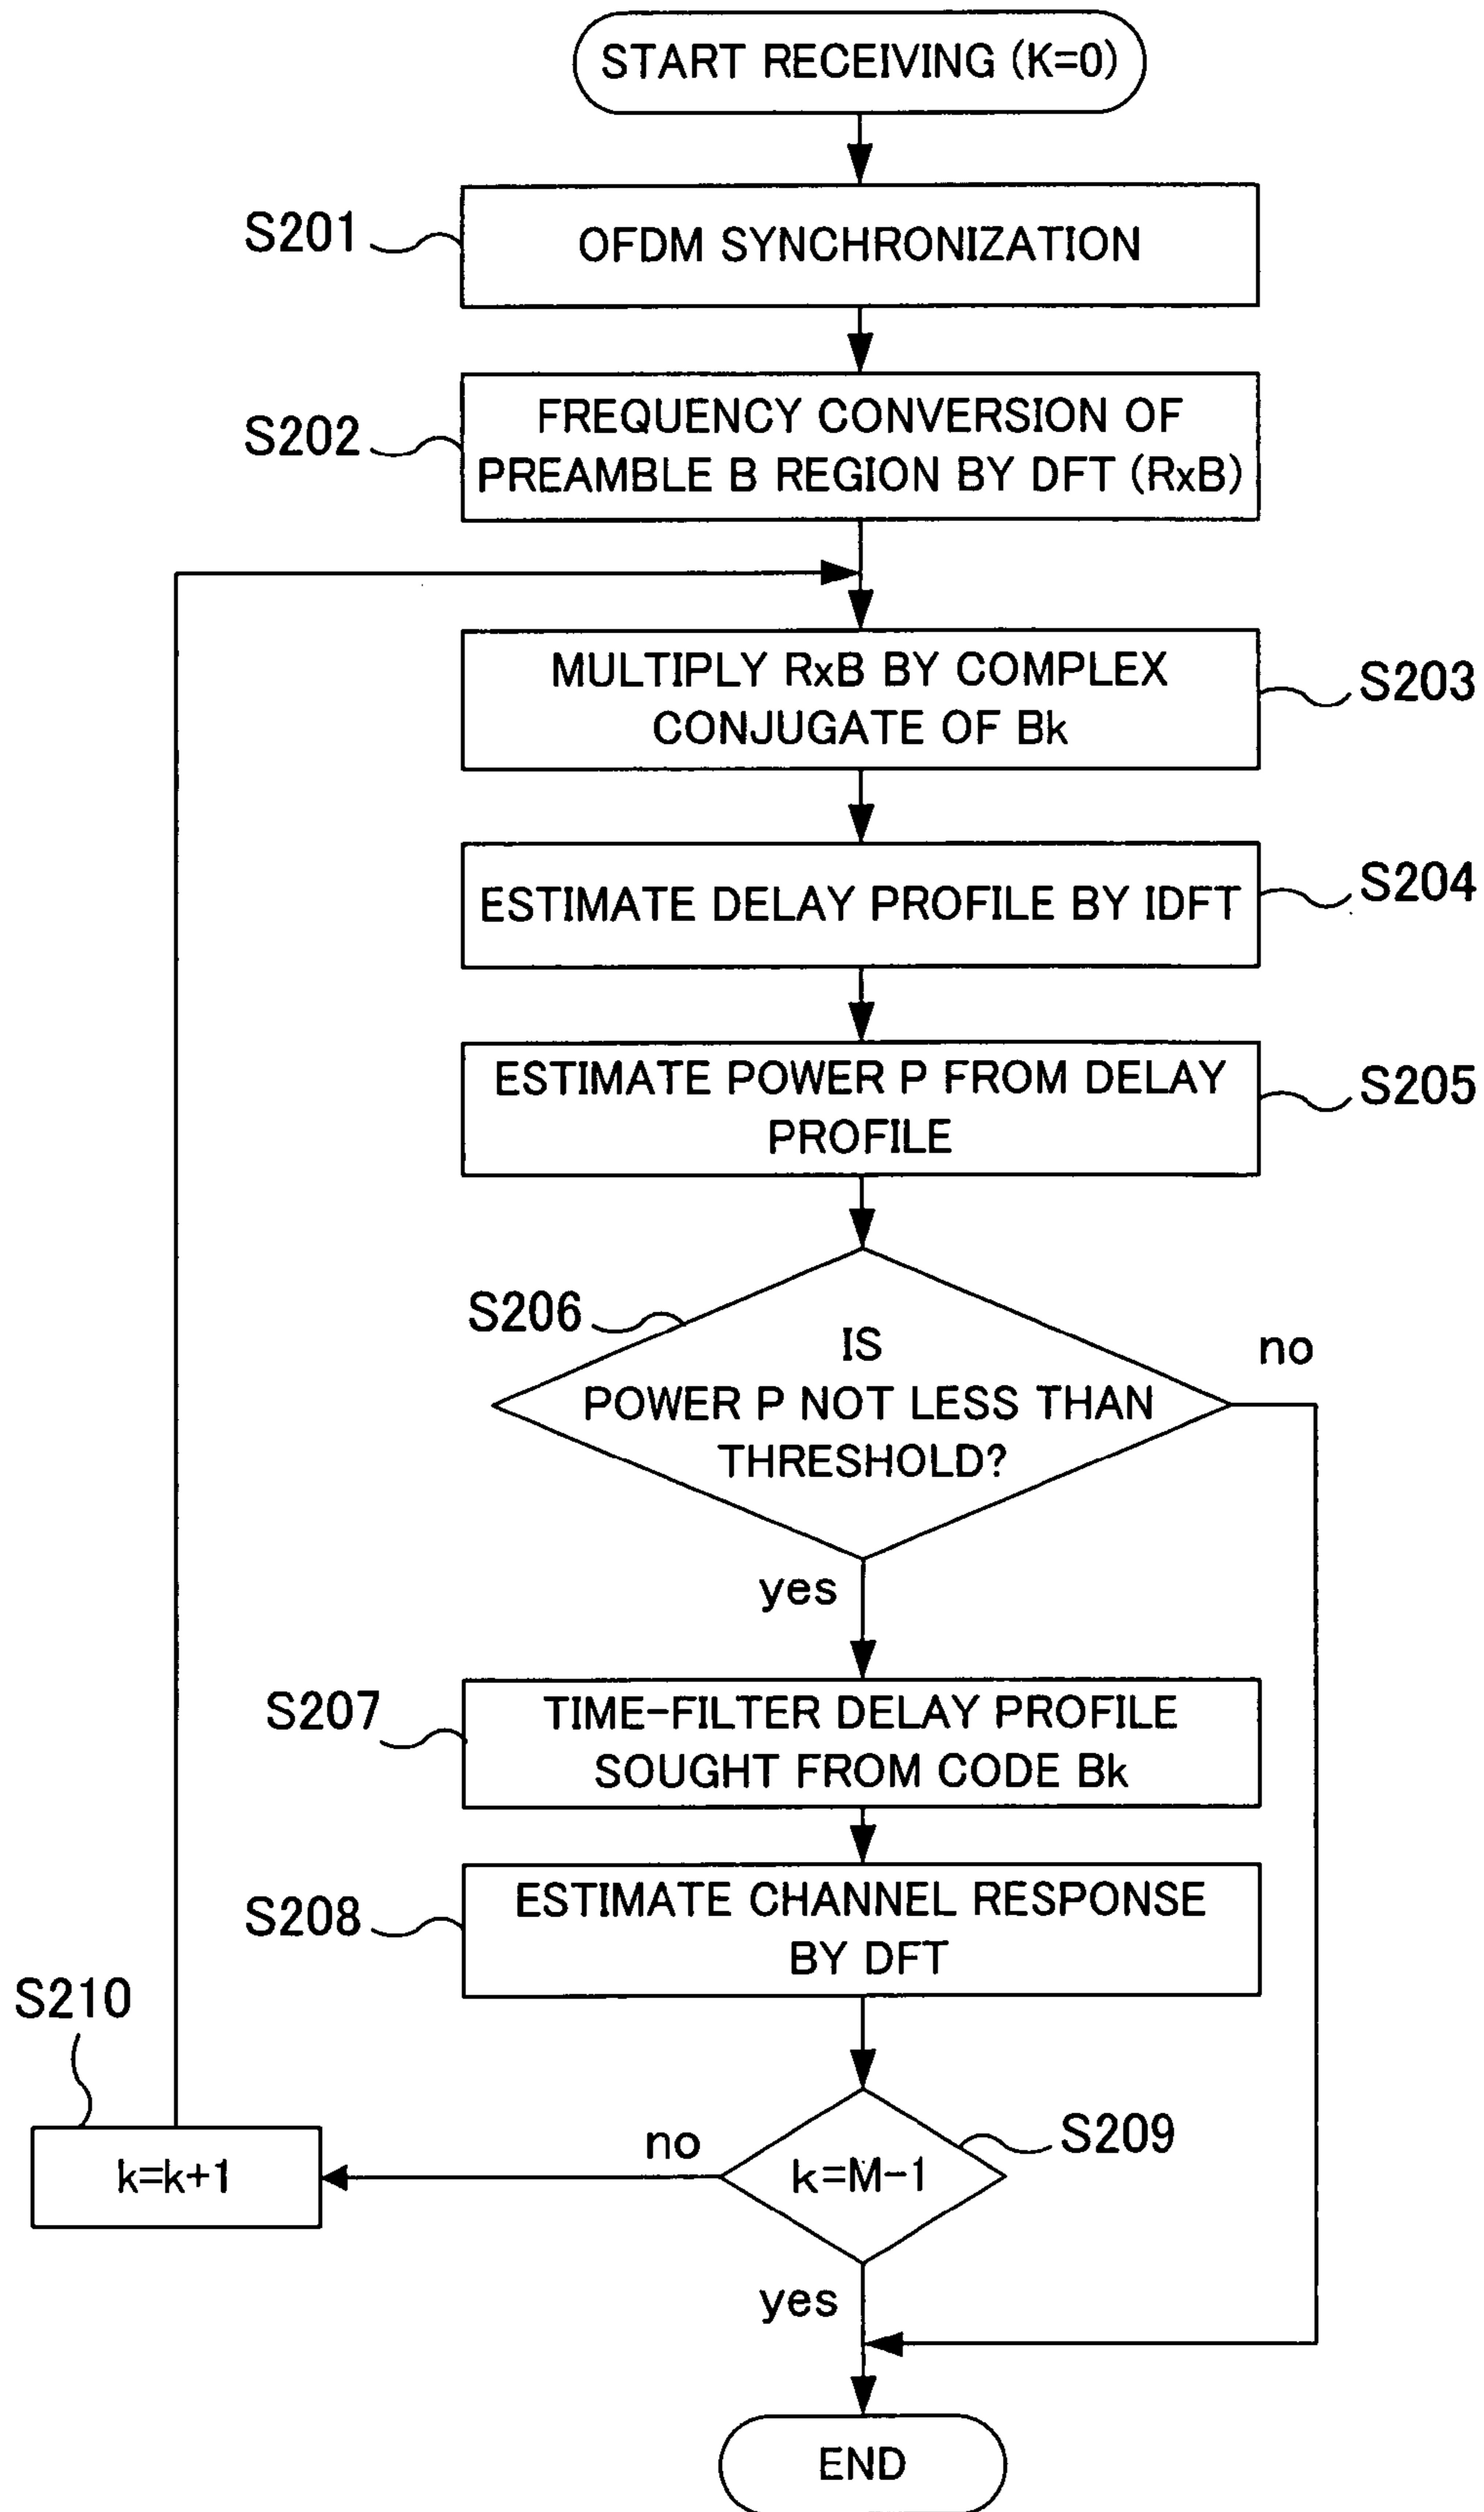 START RECEIVING (K=0)
S201
OFDM SYNCHRONIZATION
S202
FREQUENCY CONVERSION OF
PREAMBLE B REGION BY DFT (RxB)
MULTIPLY RxB BY COMPLEX
CONJUGATE OF Bk
S203
ESTIMATE DELAY PROFILE BY IDFT
S204
ESTIMATE POWER P FROM DELAY
PROFILE
S205
S206
IS
POWER P NOT LESS THAN
THRESHOLD?
no
yes
S207
TIME-FILTER DELAY PROFILE
SOUGHT FROM CODE Bk
S208
ESTIMATE CHANNEL RESPONSE
BY DFT
S210
k=k+1
no
k=M-1
S209
yes
END